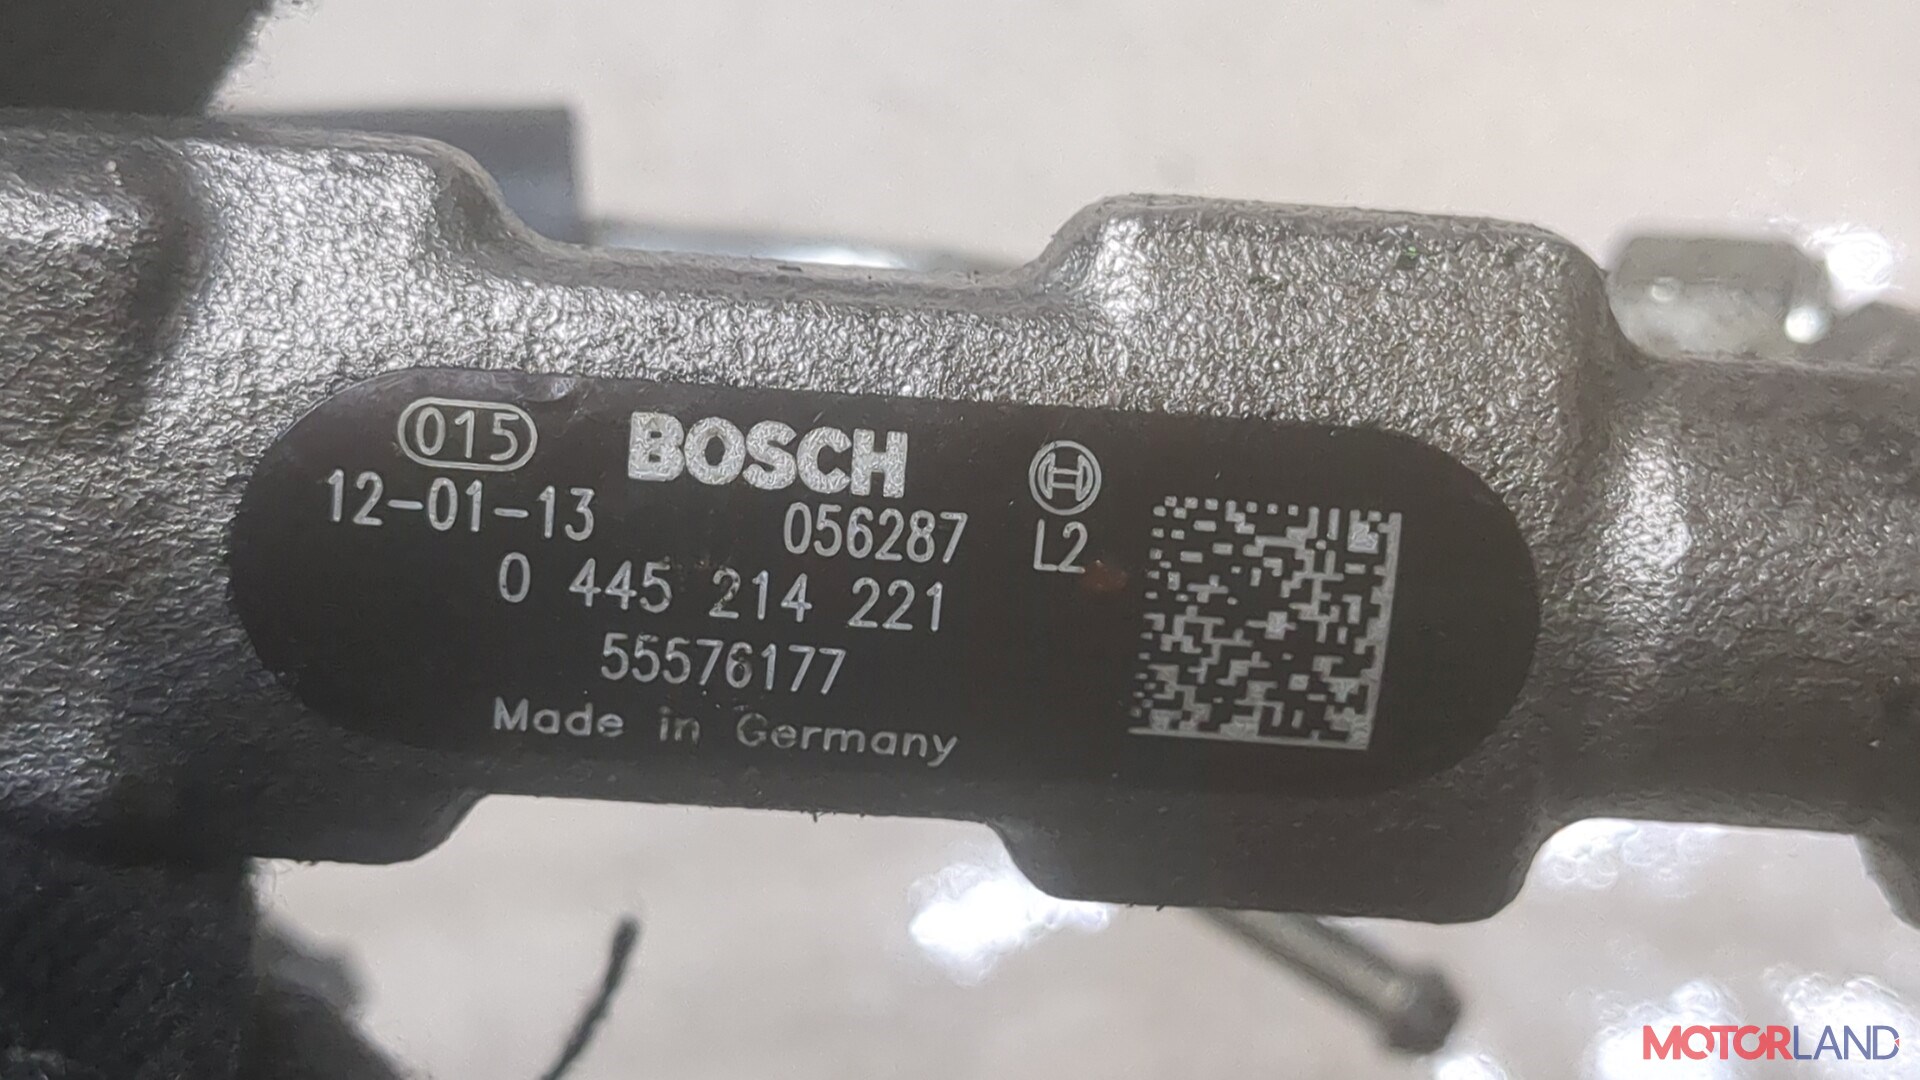 015 BOSCH
12-01-13 056287 L2
0 445 214 221
55576177
Made in Germany
MOTORLAND